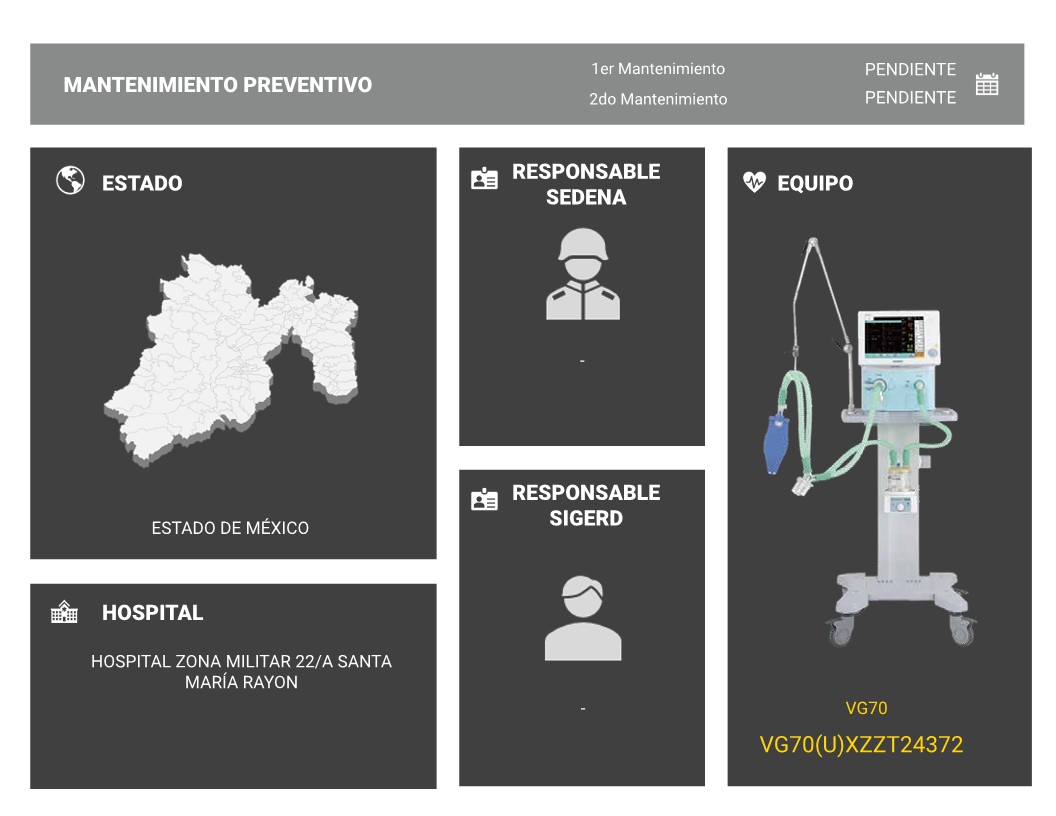 MANTENIMIENTO PREVENTIVO
1er Mantenimiento
PENDIENTE
2do Mantenimiento
PENDIENTE
ESTADO
ESTADO DE MÉXICO
HOSPITAL
HOSPITAL ZONA MILITAR 22/A SANTA
MARÍA RAYON
RESPONSABLE
SEDENA
-
RESPONSABLE
SIGERD
-
EQUIPO
VG70
VG70(U)XZZT24372